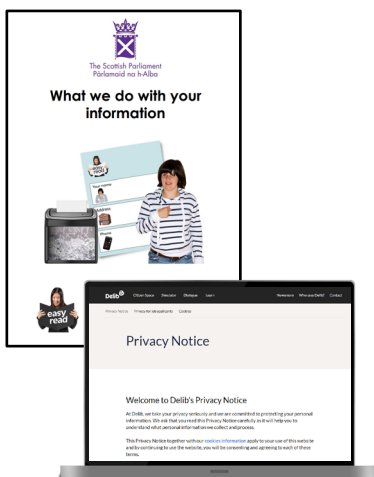 The Scottish Parliament
Pàrlamaid na h-Alba
What we do with your
information
easy
read
Your name
Address
Phone
easy
read
Delib
Citizen Space Simulator Dialogue Learn
Newsroom Who uses Delib? Contact
Privacy Notice Privacy for job applicants Cookies
Privacy Notice
Welcome to Delib's Privacy Notice
At Delib, we take your privacy seriously and we are committed to protecting your personal
information. We ask that you read this Privacy Notice carefully as it will help you to
understand what personal information we collect and process.
This Privacy Notice together with our cookies information apply to your use of this website
and by continuing to use the website, you will be consenting and agreeing to each of these
terms.